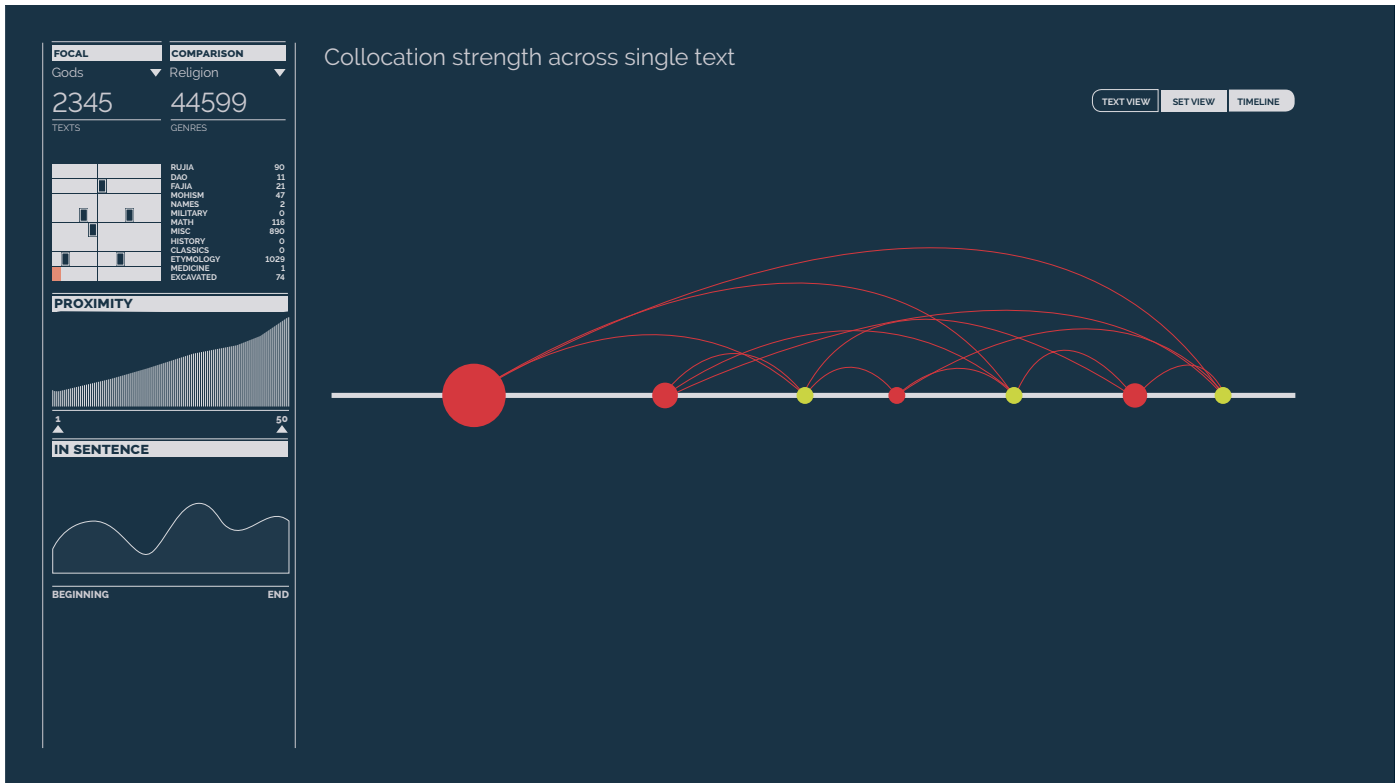 FOCAL COMPARISON
Gods Religion
2345 44599
TEXTS GENRES
RUJIA 90
DAO 11
FAJIA 21
MOHISM 47
NAMES 2
MILITARY 0
MATH 116
MISC 890
HISTORY 0
CLASSICS 0
ETYMOLOGY 1029
MEDICINE 1
EXCAVATED 74
PROXIMITY
1 50
IN SENTENCE
BEGINNING END
Collocation strength across single text
TEXT VIEW SET VIEW TIMELINE